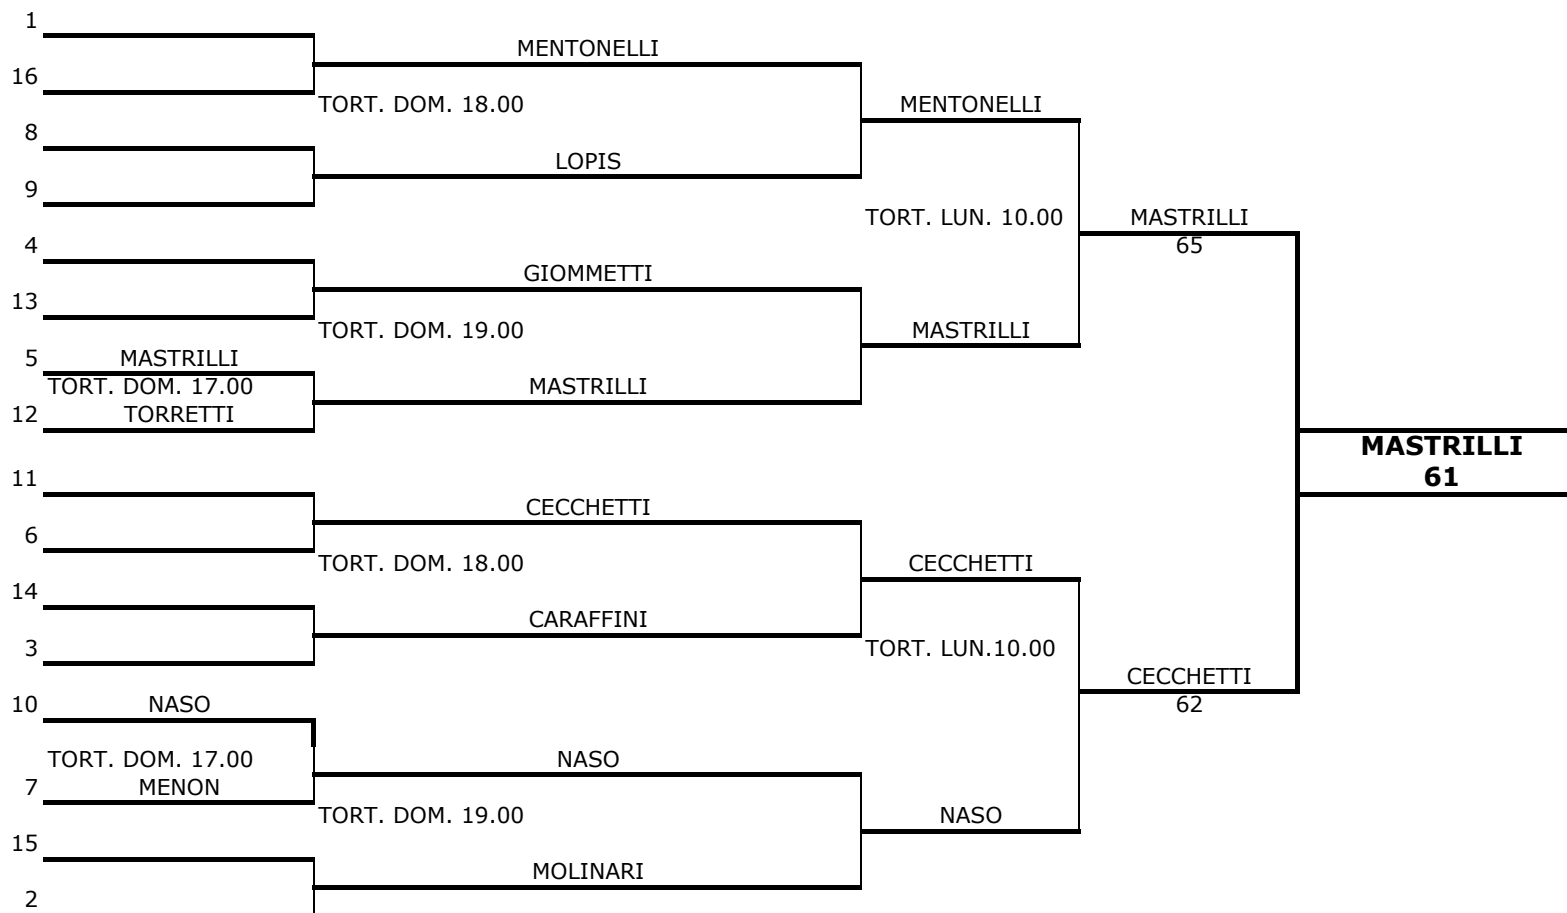 1
MENTONELLI
16
TORT. DOM. 18.00
MENTONELLI
8
LOPIS
9
TORT. LUN. 10.00
MASTRILLI
65
4
GIOMMETTI
13
TORT. DOM. 19.00
MASTRILLI
5
MASTRILLI
TORT. DOM. 17.00
MASTRILLI
12
TORRETTI
MASTRILLI
61
11
CECCHETTI
6
TORT. DOM. 18.00
CECCHETTI
14
CARAFFINI
3
TORT. LUN.10.00
CECCHETTI
62
10
NASO
TORT. DOM. 17.00
NASO
7
MENON
TORT. DOM. 19.00
NASO
15
MOLINARI
2